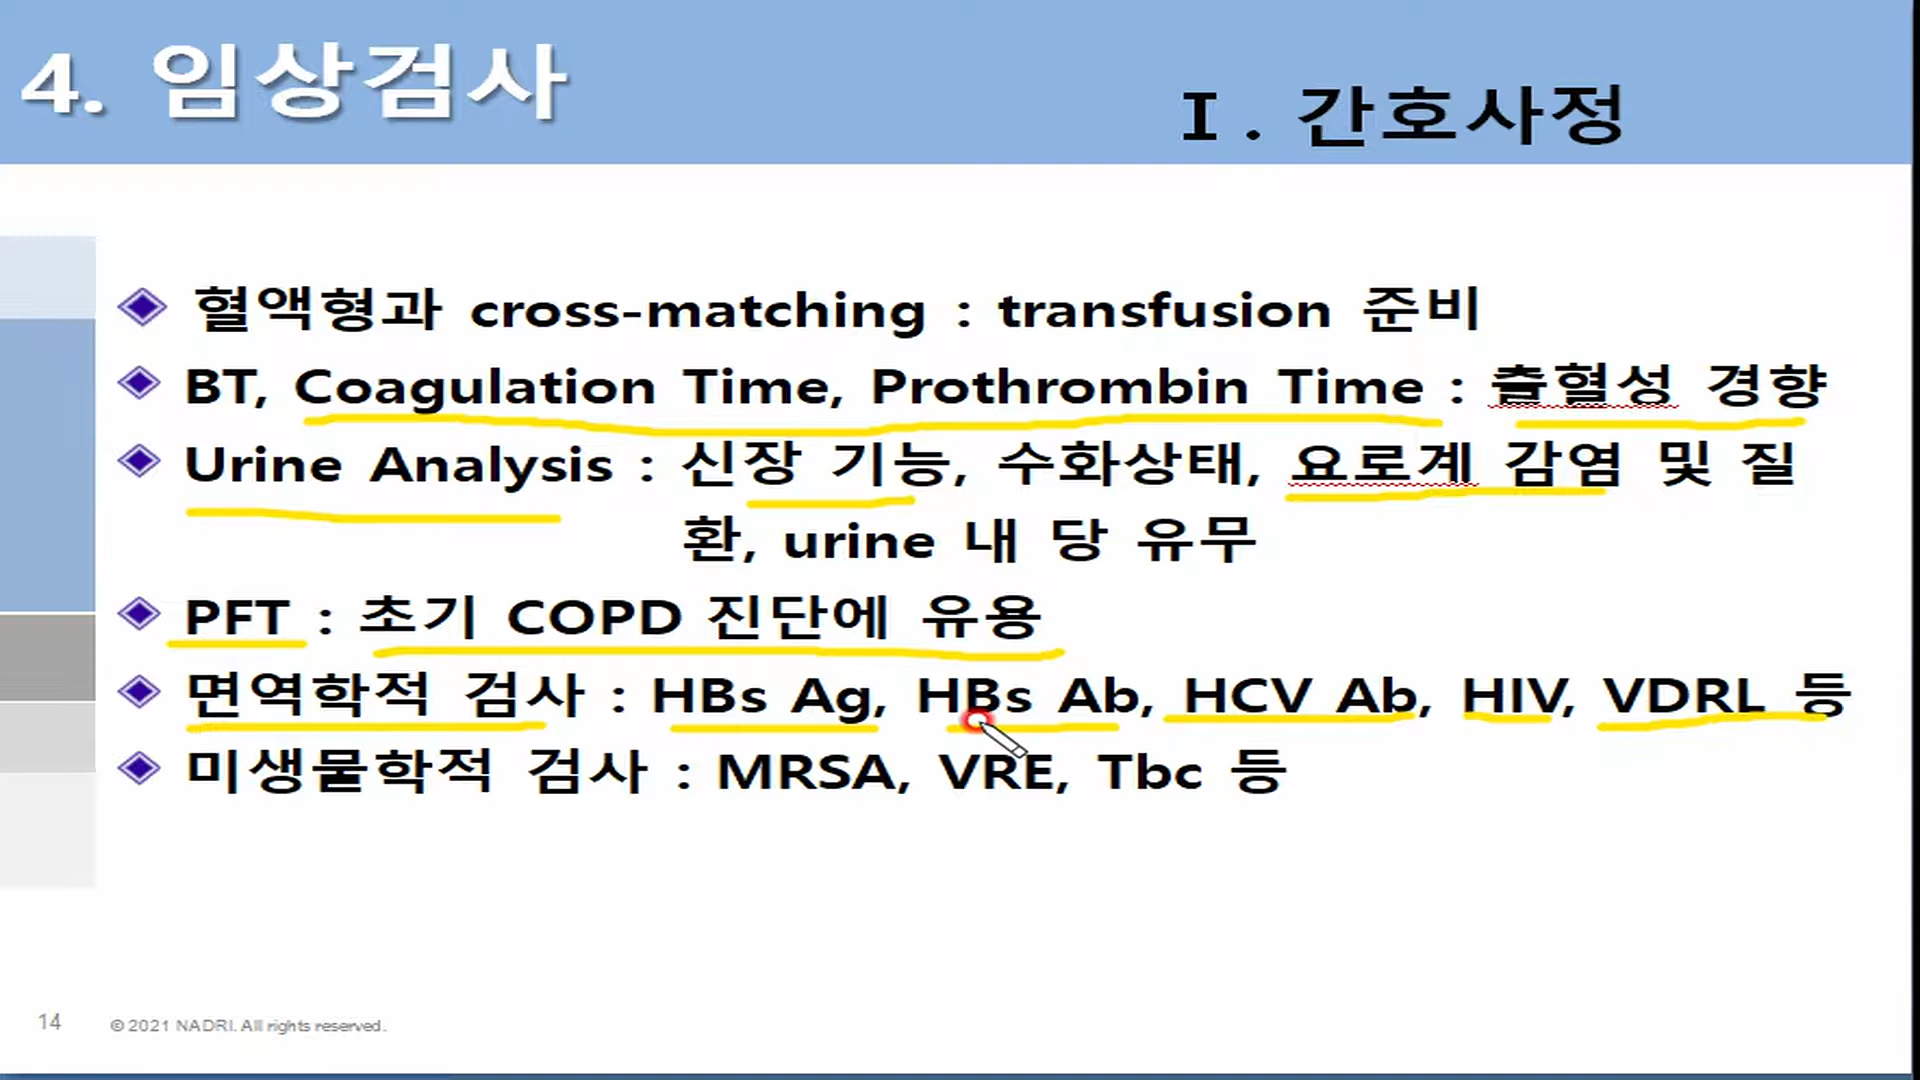 4. 임상검사
I. 간호사정
혈액형과 cross-matching : transfusion 준비
BT, Coagulation Time, Prothrombin Time : 출혈성 경향
Urine Analysis : 신장 기능, 수화상태, 요로계 감염 및 질
환, urine 내 당 유무
PFT : 초기 COPD 진단에 유용
면역학적 검사 : HBs Ag, HBs Ab, HCV Ab, HIV, VDRL 등
미생물학적 검사 : MRSA, VRE, Tbc 등
14 © 2021 NADRI. All rights reserved.